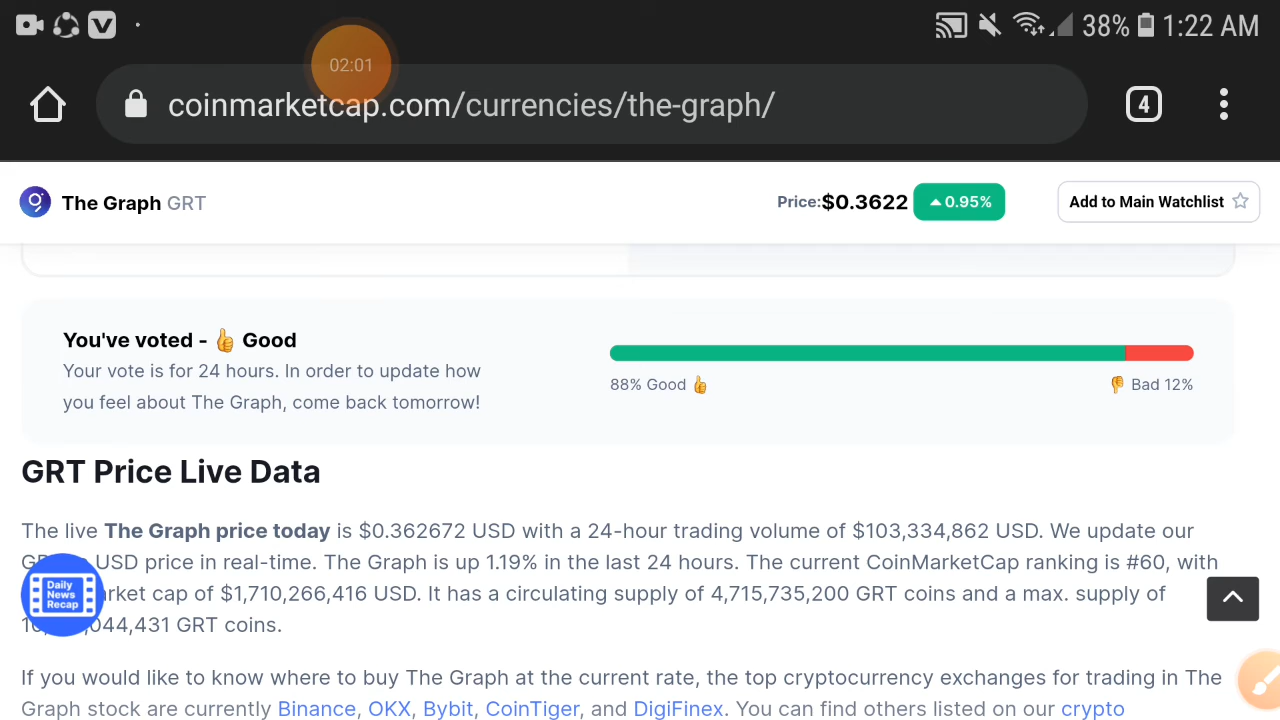 38% 1:22 AM
02:01
coinmarketcap.com/currencies/the-graph/
4
The Graph GRT
Price:$0.3622 0.95%
Add to Main Watchlist
You've voted - 👍 Good
Your vote is for 24 hours. In order to update how
you feel about The Graph, come back tomorrow!
88% Good 👍
👎 Bad 12%
GRT Price Live Data
The live The Graph price today is $0.362672 USD with a 24-hour trading volume of $103,334,862 USD. We update our
USD price in real-time. The Graph is up 1.19% in the last 24 hours. The current CoinMarketCap ranking is #60, with
cap of $1,710,266,416 USD. It has a circulating supply of 4,715,735,200 GRT coins and a max. supply of
GRT coins.
Daily
News
Recap
If you would like to know where to buy The Graph at the current rate, the top cryptocurrency exchanges for trading in The
Graph stock are currently Binance, OKX, Bybit, CoinTiger, and DigiFinex. You can find others listed on our crypto